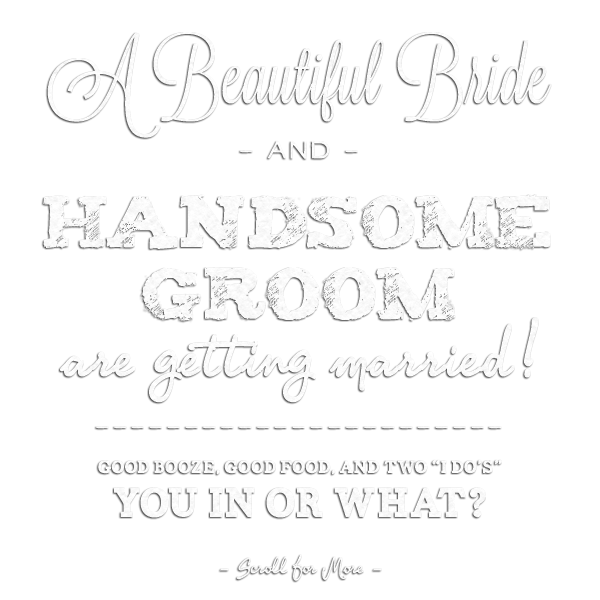 A Beautiful Bride
- AND -
HANDSOME
GROOM
are getting married!
GOOD BOOZE, GOOD FOOD, AND TWO "I DO'S"
YOU IN OR WHAT?
- Scroll for More -